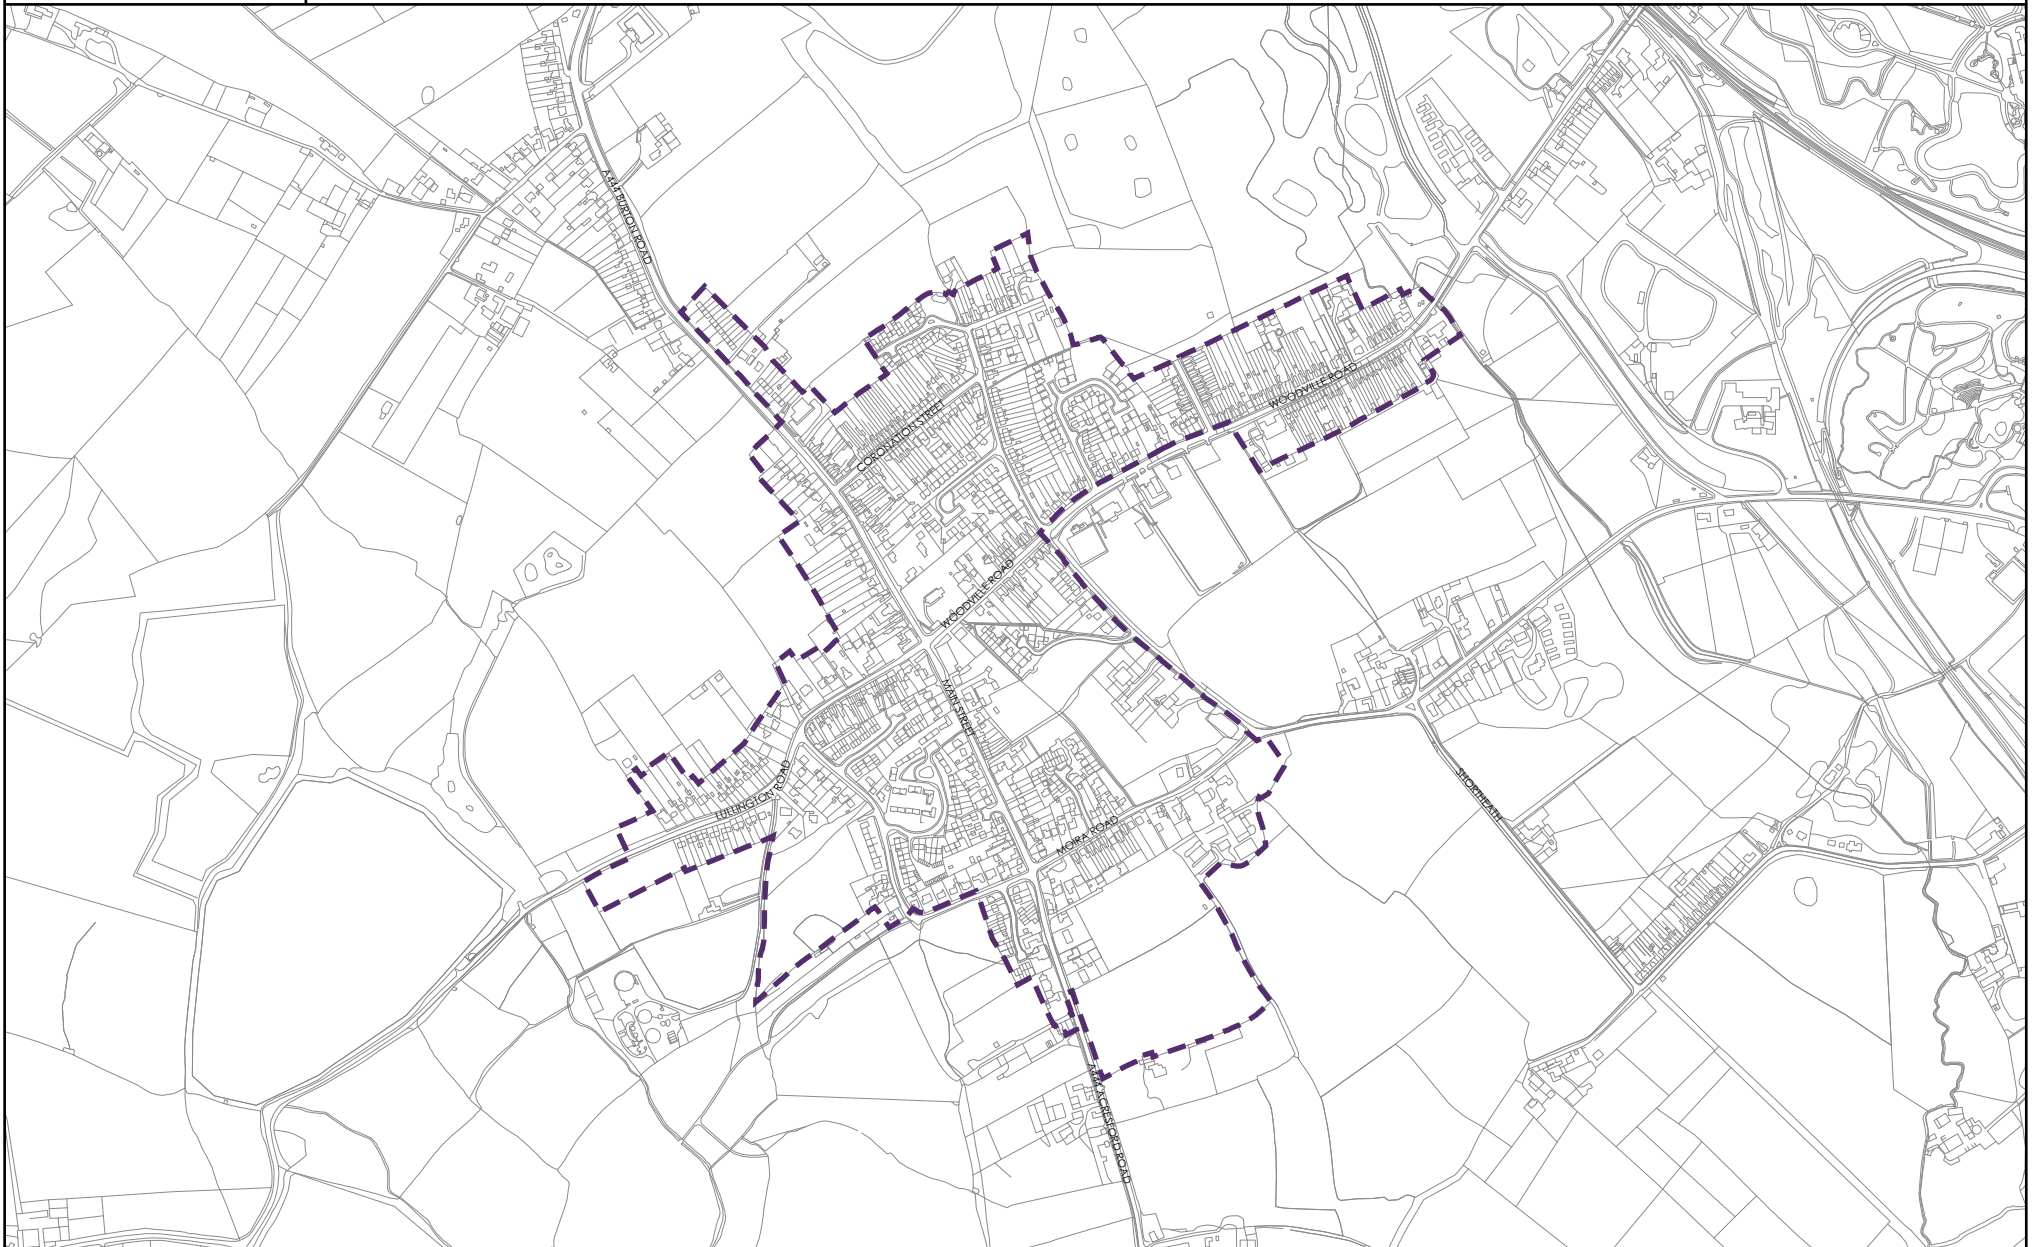 A444 BURTON ROAD
WOODVILLE ROAD
CORONATION STREET
WOODVILLE ROAD
MAIN STREET
LULLINGTON ROAD
SHORTHEATH
MOIRA ROAD
A444 ACRESFORD ROAD